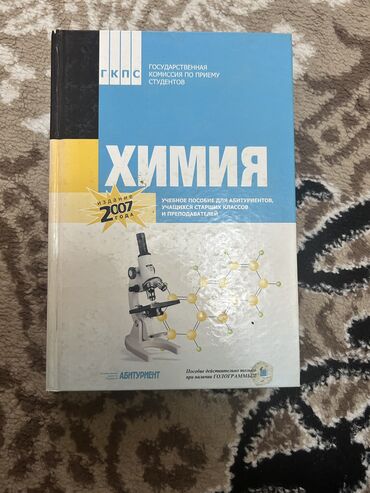 ГКПС
ГОСУДАРСТВЕННАЯ
КОМИССИЯ ПО ПРИЕМУ
СТУДЕНТОВ
ХИМИЯ
издание
2007
года
УЧЕБНОЕ ПОСОБИЕ ДЛЯ АБИТУРИЕНТОВ,
УЧАЩИХСЯ СТАРШИХ КЛАССОВ
И ПРЕПОДАВАТЕЛЕЙ
АБИТУРИЕНТ
Пособие действительно только
при наличии ГОЛОГРАММЫ!!!